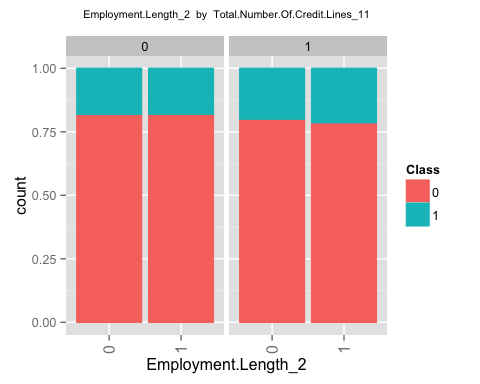 Employment.Length_2 by Total.Number.Of.Credit.Lines_11
0 1
1.00
0.75
0.50
0.25
0.00
count
0 1 0 1
Employment.Length_2
Class
0
1